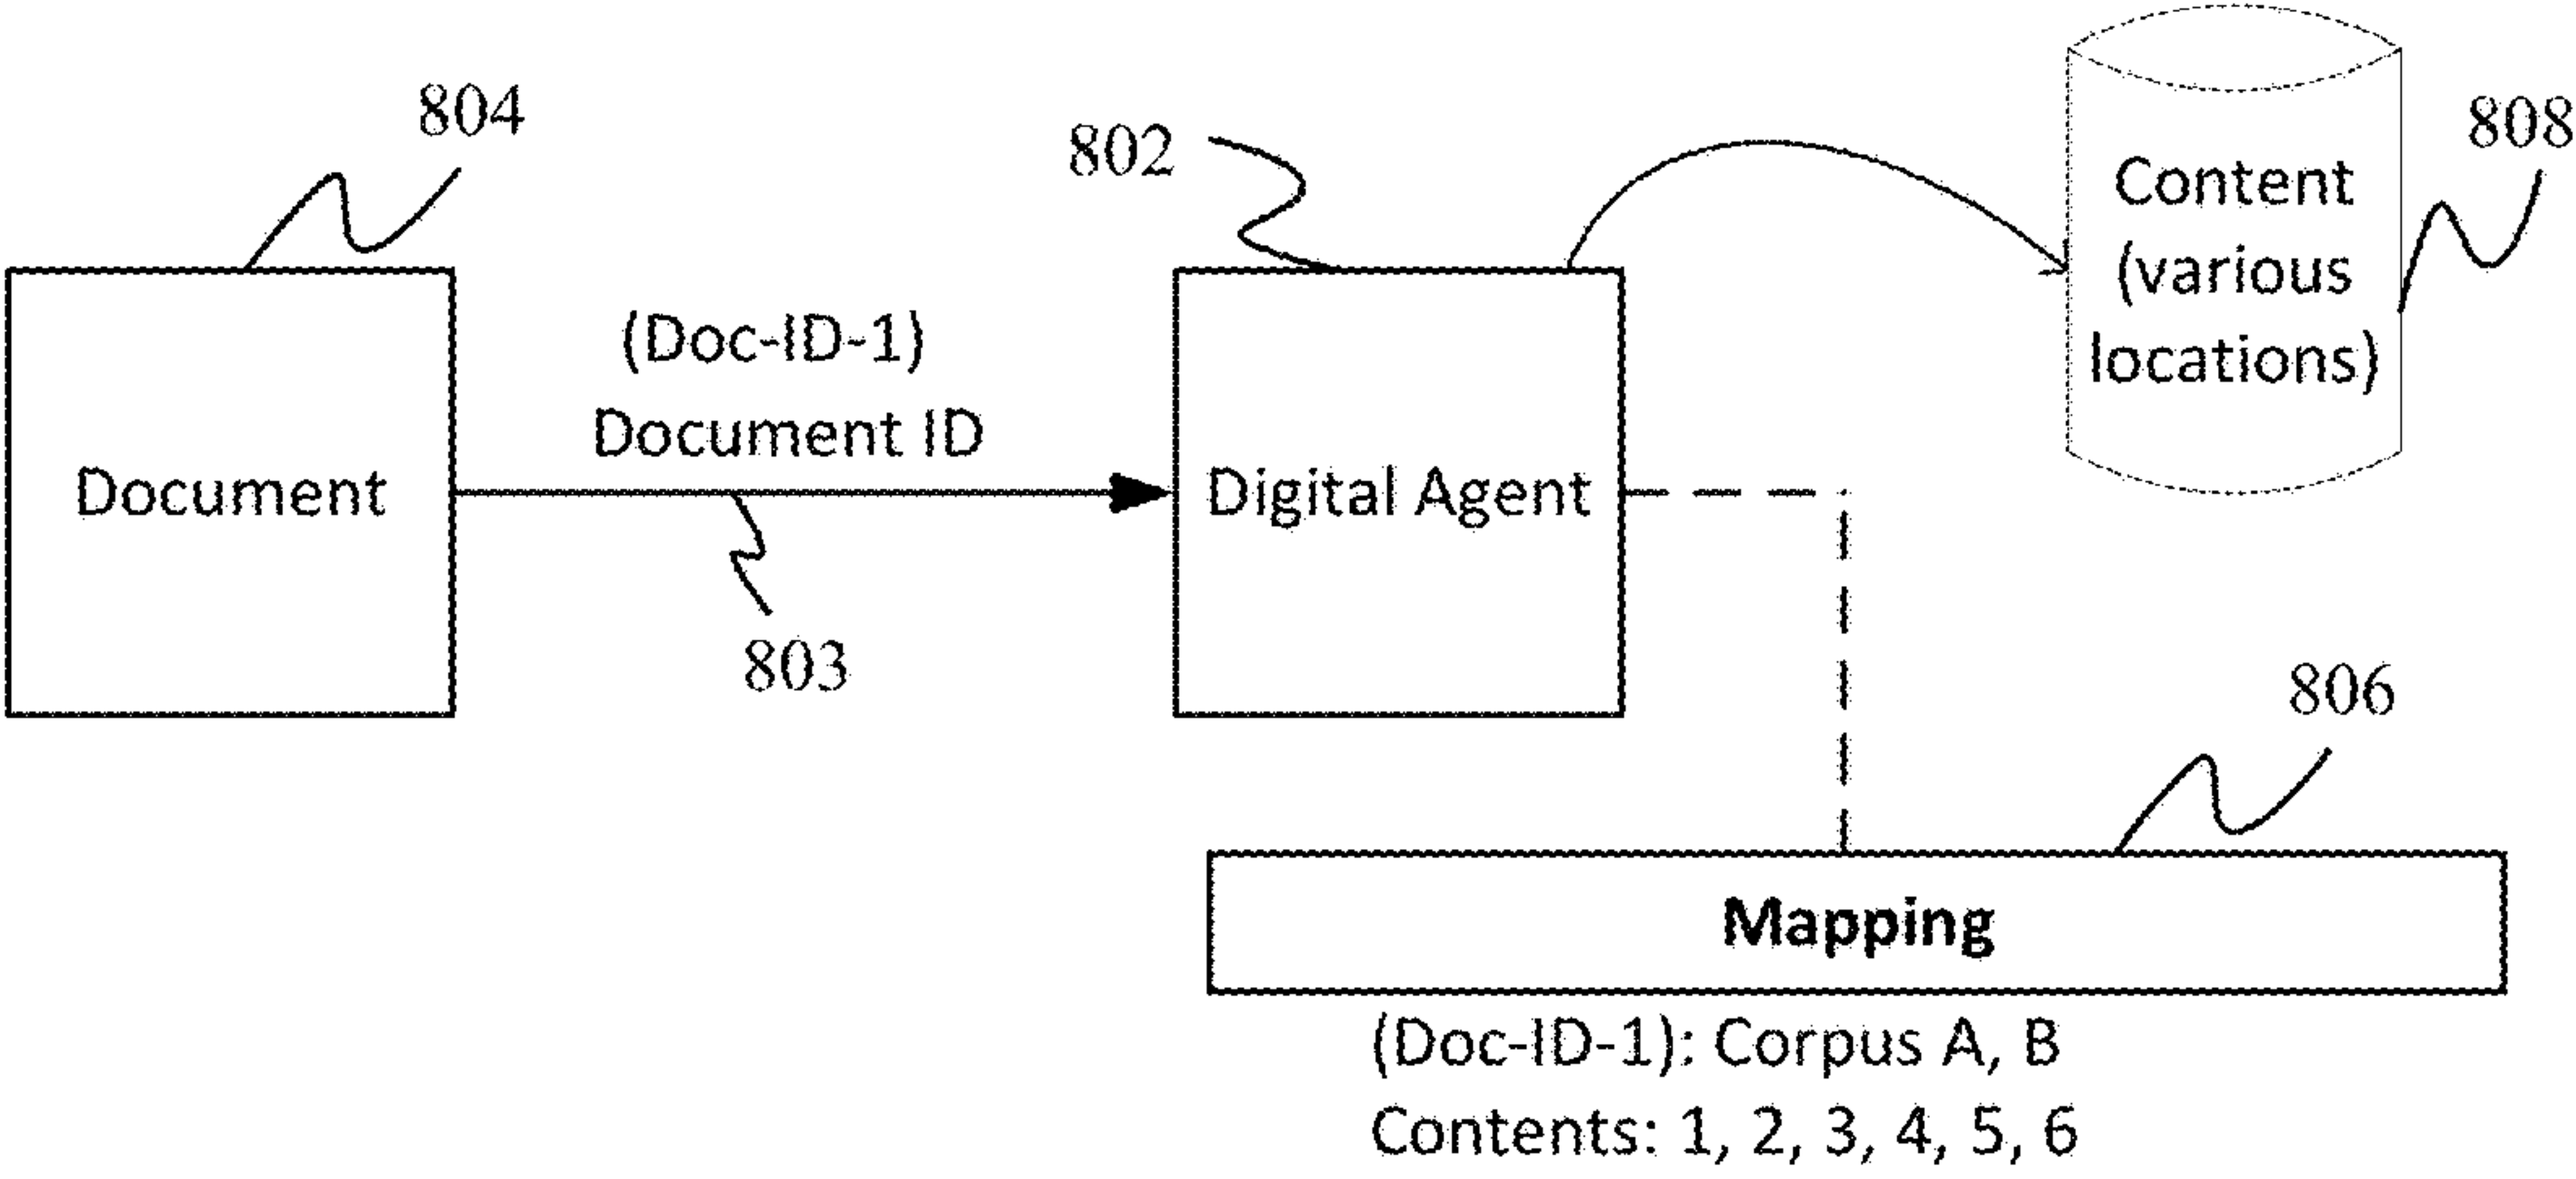 804
802
808
Content
(various
locations)
(Doc-ID-1)
Document ID
Document
Digital Agent
803
806
Mapping
(Doc-ID-1): Corpus A, B
Contents: 1, 2, 3, 4, 5, 6